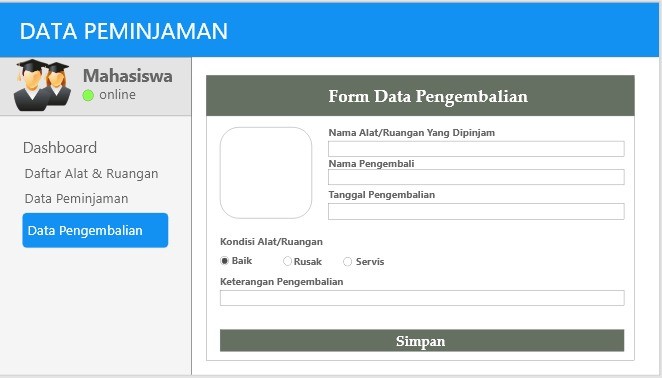 DATA PEMINJAMAN
Mahasiswa
online
Dashboard
Daftar Alat & Ruangan
Data Peminjaman
Data Pengembalian
Form Data Pengembalian
Nama Alat/Ruangan Yang Dipinjam
Nama Pengembali
Tanggal Pengembalian
Kondisi Alat/Ruangan
Baik Rusak Servis
Keterangan Pengembalian
Simpan